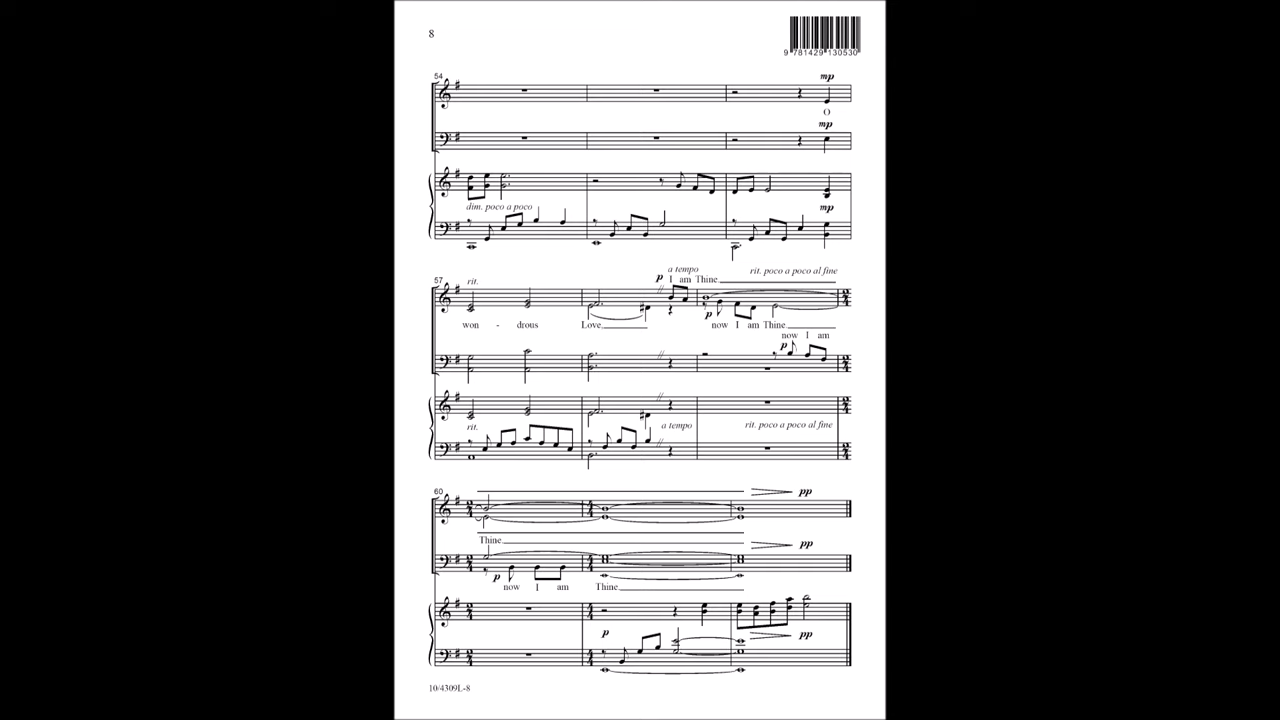 8
9 781429 130530
54
mp
O
mp
dim. poco a poco
mp
57
rit.
p
a tempo
rit. poco a poco al fine
I am Thine.
p
won - drous Love, now I am Thine.
now I am
p
rit.
a tempo
rit. poco a poco al fine
60
pp
Thine.
pp
p
now I am Thine.
p
pp
10/4309L-8